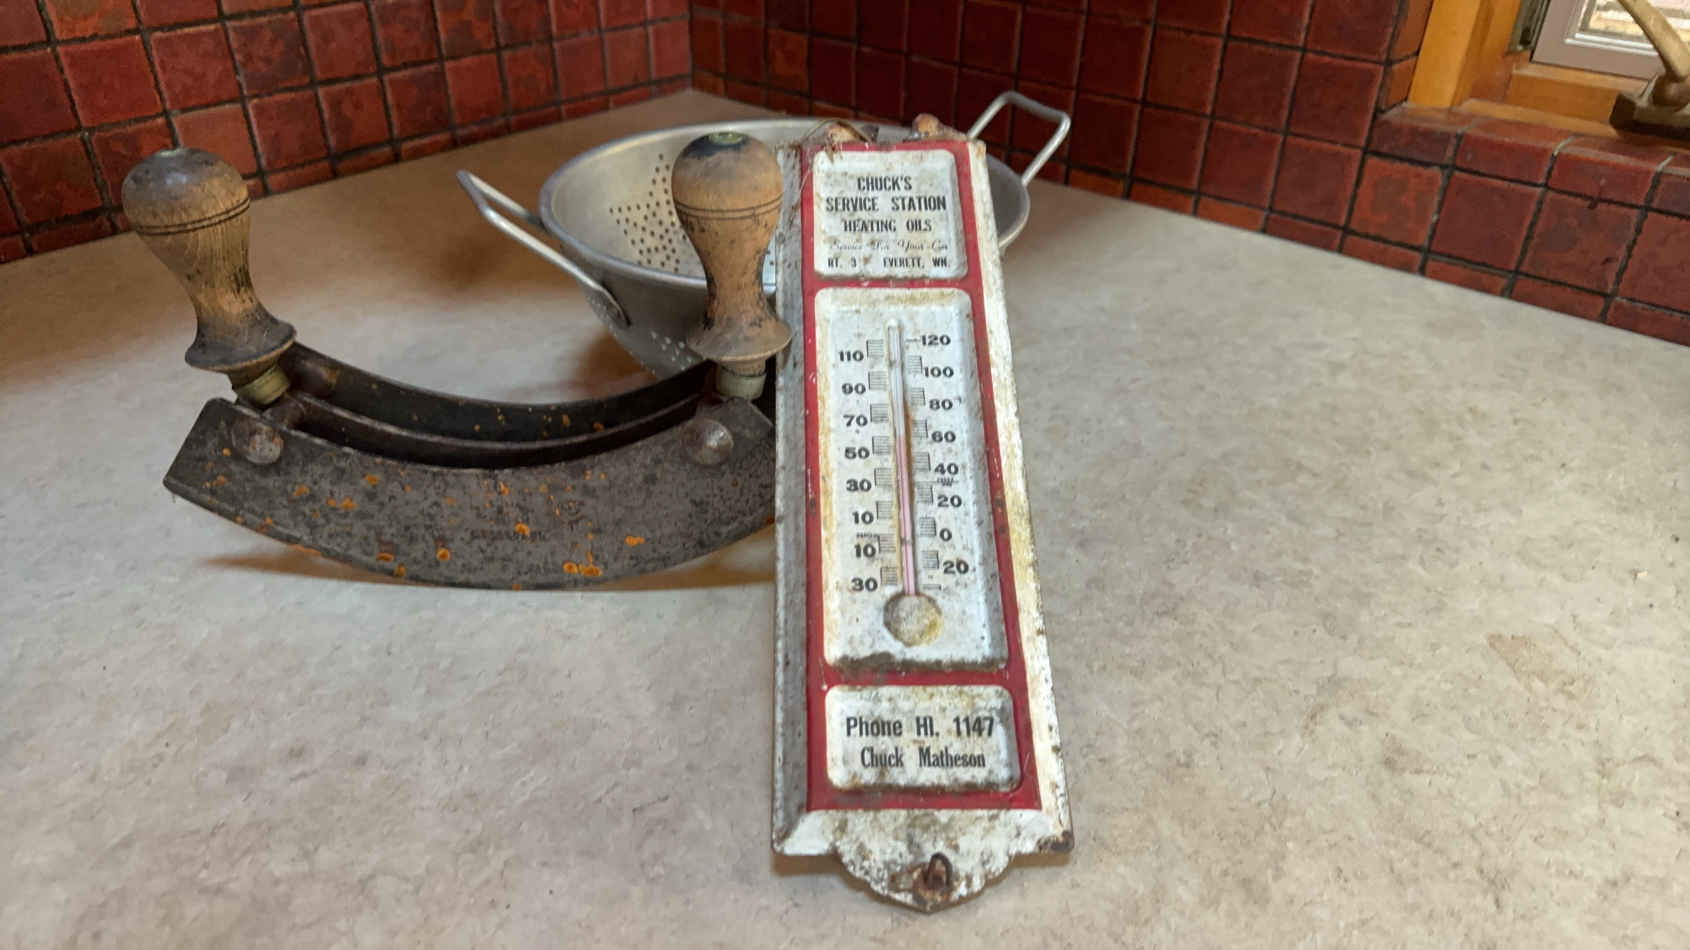 CHUCK'S
SERVICE STATION
HEATING OILS
Service For Your Car
RT. 3 EVERETT, WN.
120
110
100
90
80
70
60
50
40
30
20
10
0
10
20
30
Phone HI. 1147
Chuck Matheson